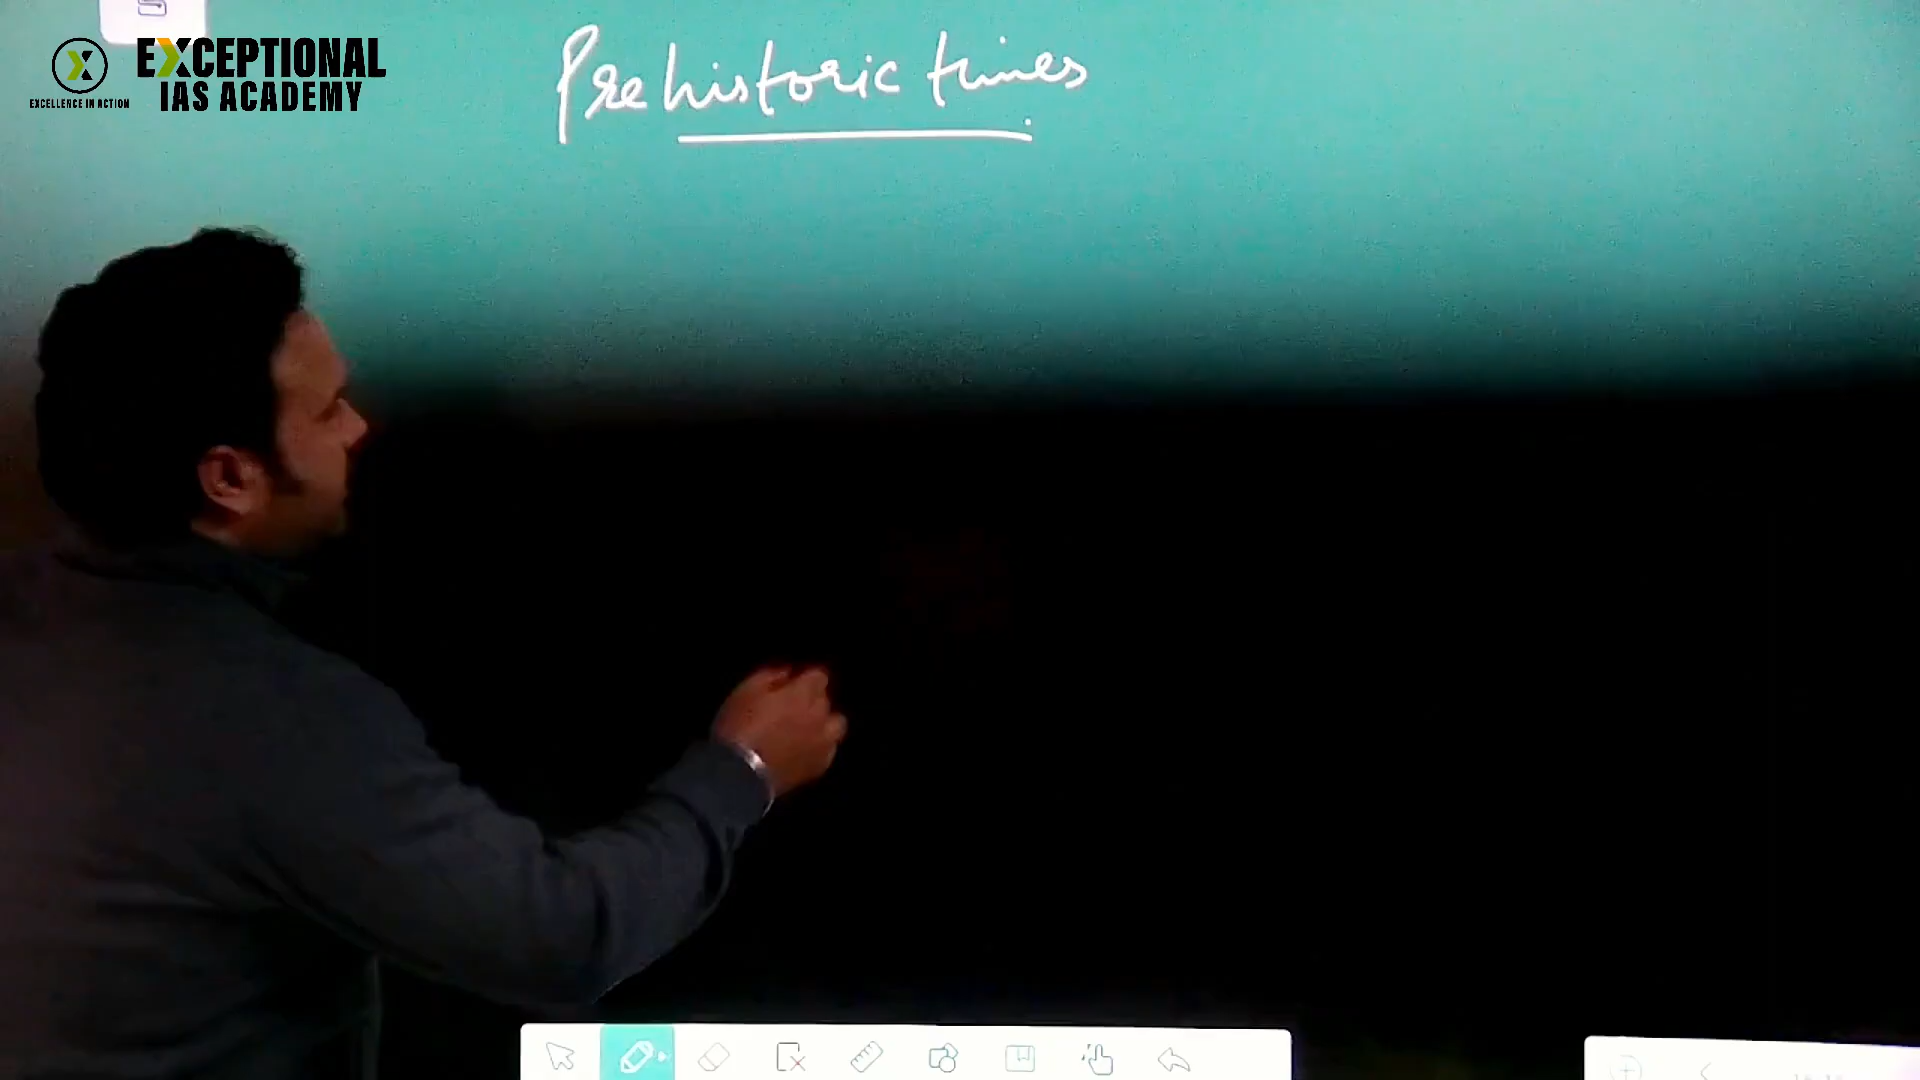 EXCEPTIONAL
IAS ACADEMY
EXCELLENCE IN ACTION
Prehistoric times